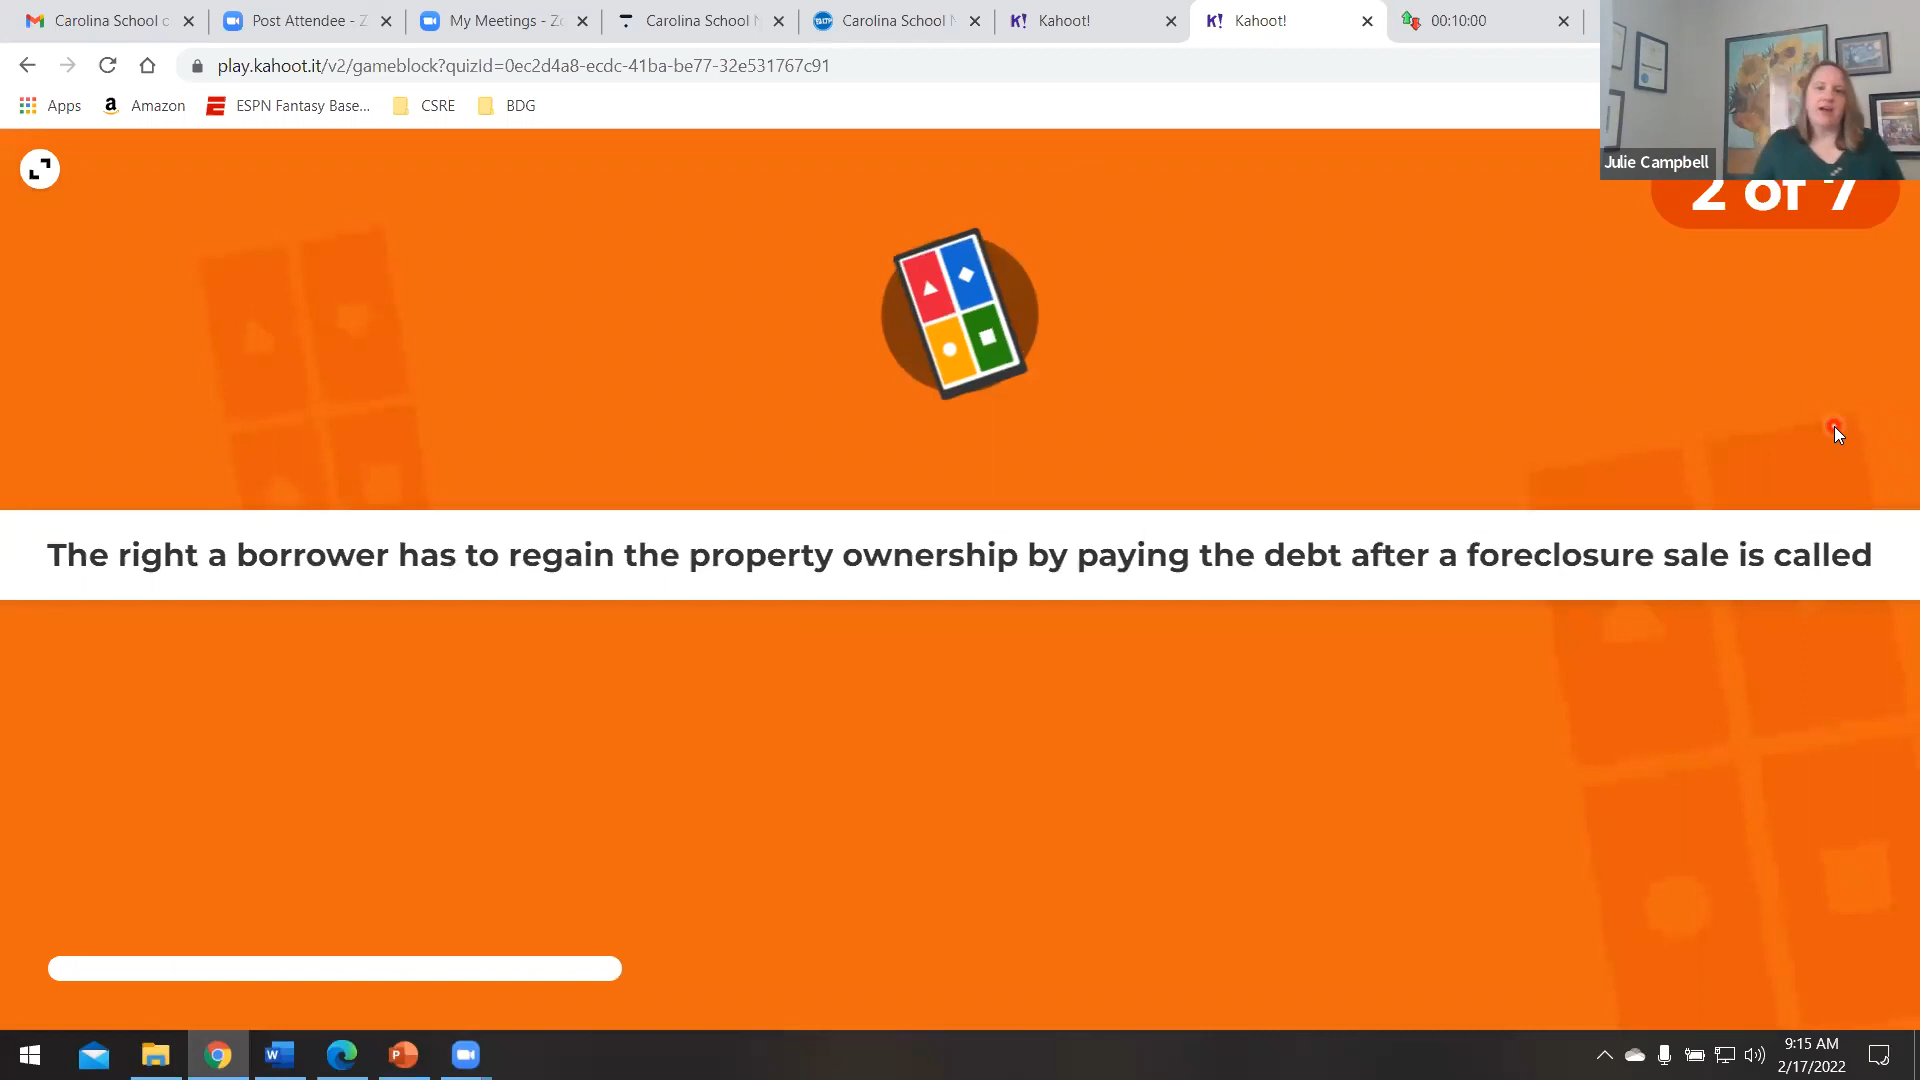 Carolina School o
Post Attendee - Z
My Meetings - Zo
Carolina School N
Carolina School N
Kahoot!
Kahoot!
00:10:00
play.kahoot.it/v2/gameblock?quizId=0ec2d4a8-ecdc-41ba-be77-32e531767c91
Apps
Amazon
ESPN Fantasy Base...
CSRE
BDG
Julie Campbell
2 of 7
The right a borrower has to regain the property ownership by paying the debt after a foreclosure sale is called
9:15 AM
2/17/2022